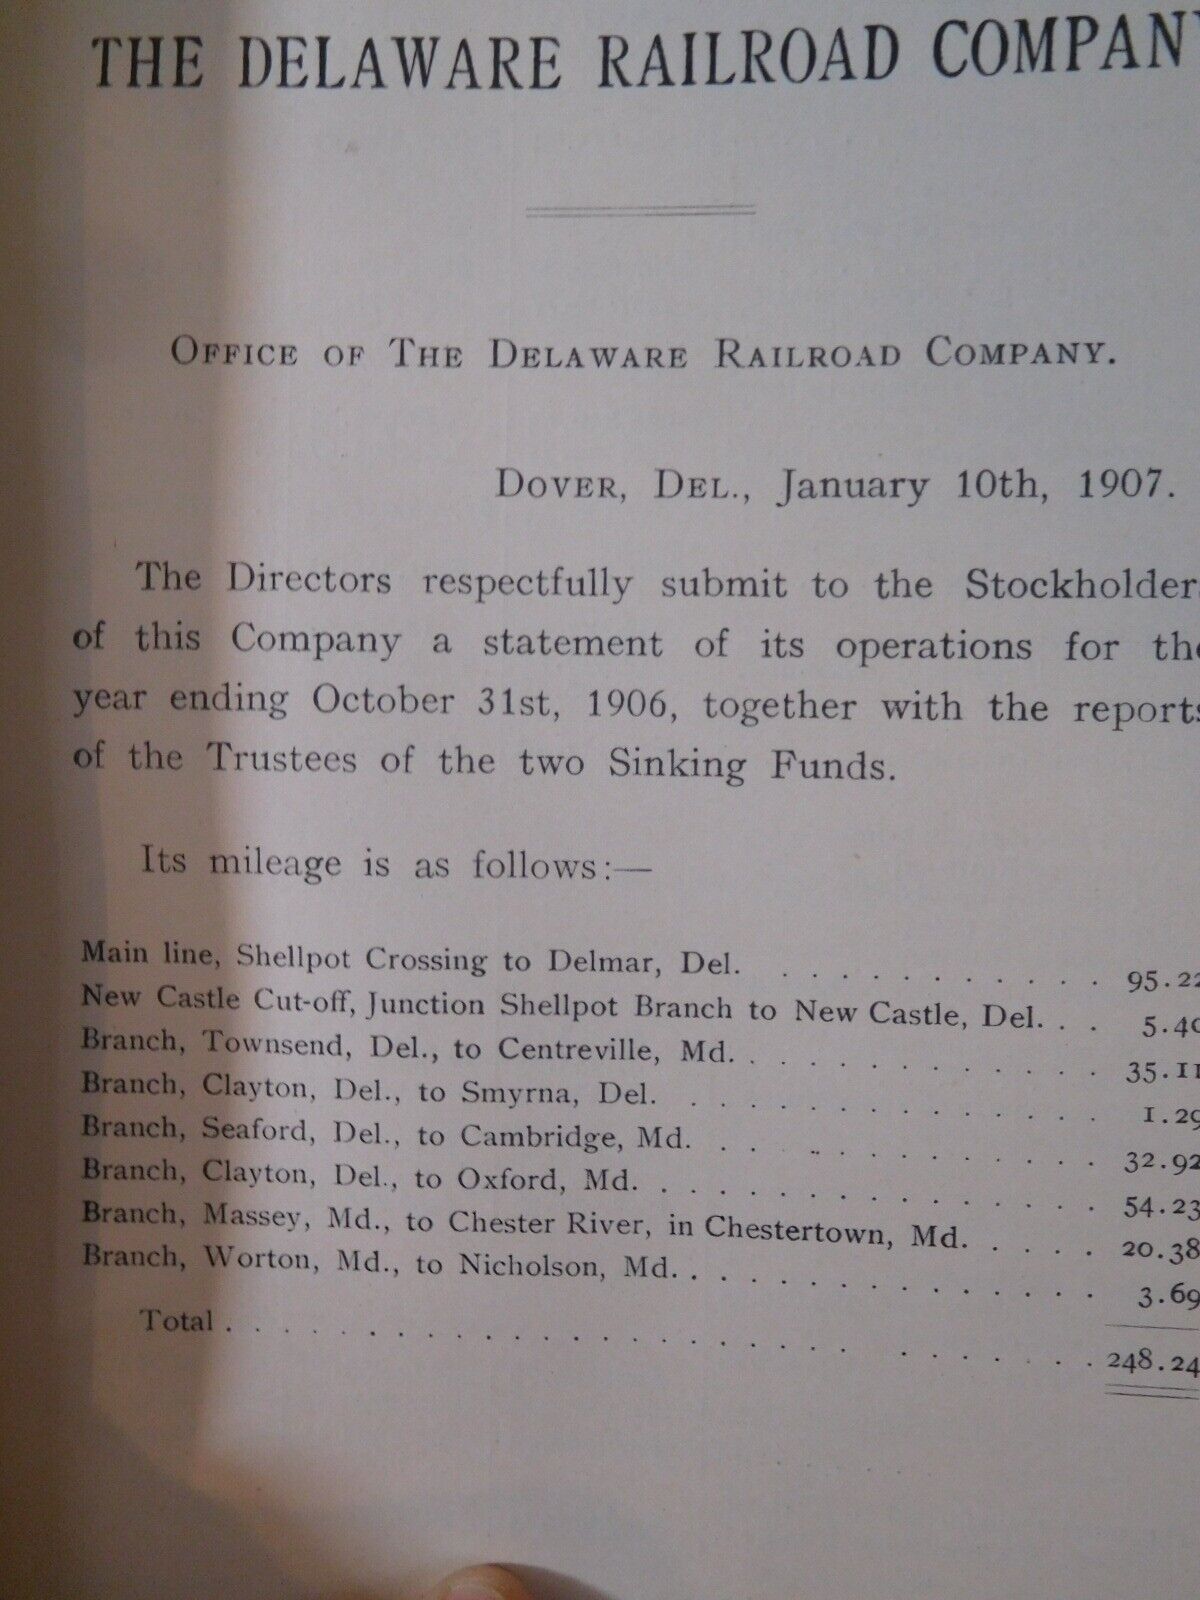 THE DELAWARE RAILROAD COMPANY
OFFICE OF THE DELAWARE RAILROAD COMPANY.
DOVER, DEL., January 10th, 1907.
The Directors respectfully submit to the Stockholders
of this Company a statement of its operations for the
year ending October 31st, 1906, together with the reports
of the Trustees of the two Sinking Funds.
Its mileage is as follows:—
Main line, Shellpot Crossing to Delmar, Del. . . . . . . . . . . . . 95.22
New Castle Cut-off, Junction Shellpot Branch to New Castle, Del. . . . 5.40
Branch, Townsend, Del., to Centreville, Md. . . . . . . . . . . . . 35.11
Branch, Clayton, Del., to Smyrna, Del. . . . . . . . . . . . . . . 1.29
Branch, Seaford, Del., to Cambridge, Md. . . . . . . . . . . . . . 32.92
Branch, Clayton, Del., to Oxford, Md. . . . . . . . . . . . . . . . 54.23
Branch, Massey, Md., to Chester River, in Chestertown, Md. . . . . . 20.38
Branch, Worton, Md., to Nicholson, Md. . . . . . . . . . . . . . . 3.69
Total . . . . . . . . . . . . . . . . . . . . . . . . . 248.24